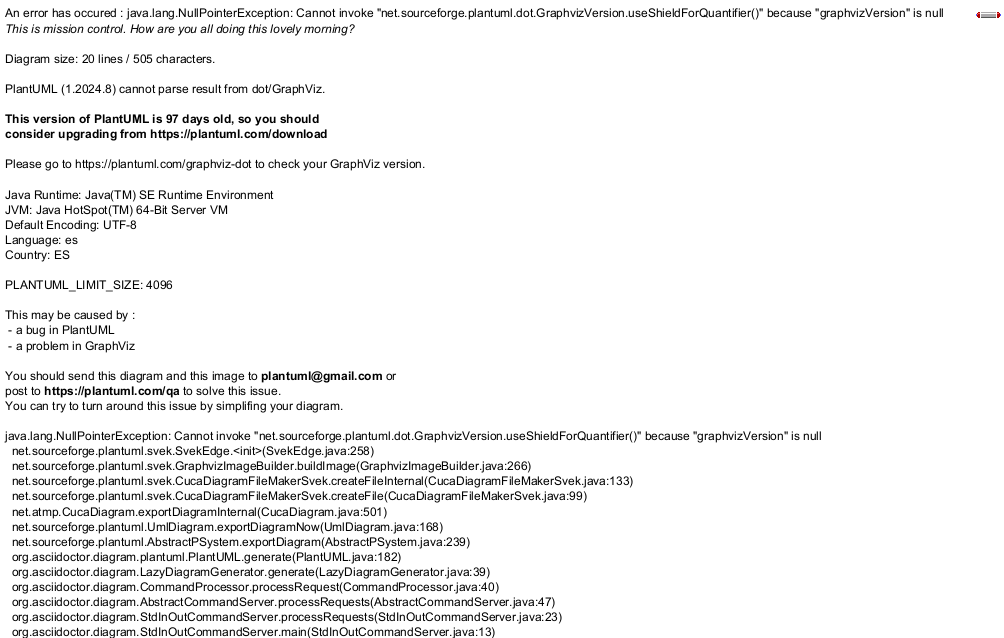 An error has occured : java.lang.NullPointerException: Cannot invoke "net.sourceforge.plantuml.dot.GraphvizVersion.useShieldForQuantifier()" because "graphvizVersion" is null
This is mission control. How are you all doing this lovely morning?
Diagram size: 20 lines / 505 characters.
PlantUML (1.2024.8) cannot parse result from dot/GraphViz.
This version of PlantUML is 97 days old, so you should
consider upgrading from https://plantuml.com/download
Please go to https://plantuml.com/graphviz-dot to check your GraphViz version.
Java Runtime: Java(TM) SE Runtime Environment
JVM: Java HotSpot(TM) 64-Bit Server VM
Default Encoding: UTF-8
Language: es
Country: ES
PLANTUML_LIMIT_SIZE: 4096
This may be caused by :
- a bug in PlantUML
- a problem in GraphViz
You should send this diagram and this image to plantuml@gmail.com or
post to https://plantuml.com/qa to solve this issue.
You can try to turn around this issue by simplifing your diagram.
java.lang.NullPointerException: Cannot invoke "net.sourceforge.plantuml.dot.GraphvizVersion.useShieldForQuantifier()" because "graphvizVersion" is null
net.sourceforge.plantuml.svek.SvekEdge.<init>(SvekEdge.java:258)
net.sourceforge.plantuml.svek.GraphvizImageBuilder.buildImage(GraphvizImageBuilder.java:266)
net.sourceforge.plantuml.svek.CucaDiagramFileMakerSvek.createFileInternal(CucaDiagramFileMakerSvek.java:133)
net.sourceforge.plantuml.svek.CucaDiagramFileMakerSvek.createFile(CucaDiagramFileMakerSvek.java:99)
net.atmp.CucaDiagram.exportDiagramInternal(CucaDiagram.java:501)
net.sourceforge.plantuml.UmlDiagram.exportDiagramNow(UmlDiagram.java:168)
net.sourceforge.plantuml.AbstractPSystem.exportDiagram(AbstractPSystem.java:239)
org.asciidoctor.diagram.plantuml.PlantUML.generate(PlantUML.java:182)
org.asciidoctor.diagram.LazyDiagramGenerator.generate(LazyDiagramGenerator.java:39)
org.asciidoctor.diagram.CommandProcessor.processRequest(CommandProcessor.java:40)
org.asciidoctor.diagram.AbstractCommandServer.processRequests(AbstractCommandServer.java:47)
org.asciidoctor.diagram.StdInOutCommandServer.processRequests(StdInOutCommandServer.java:23)
org.asciidoctor.diagram.StdInOutCommandServer.main(StdInOutCommandServer.java:13)